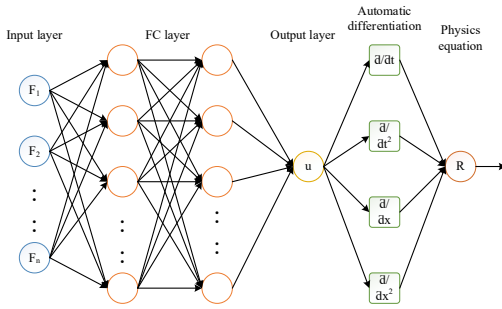 Automatic
differentiation
Physics
equation
Input layer
FC layer
Output layer
F1
F2
Fn
u
∂/∂t
∂/
∂t²
∂/
∂x
∂/
∂x²
R